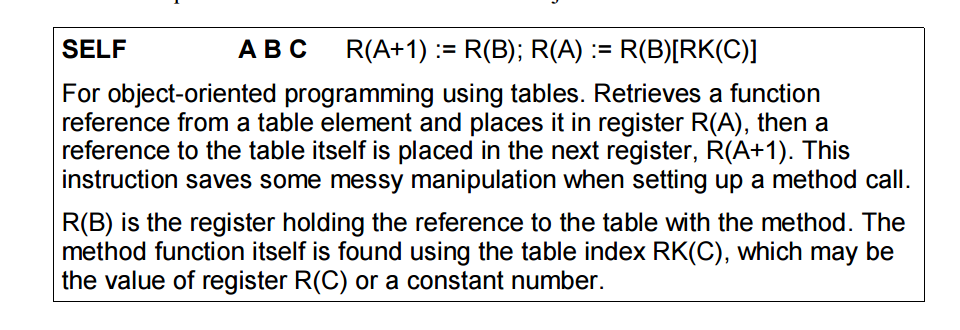 SELF A B C R(A+1) := R(B); R(A) := R(B)[RK(C)]
For object-oriented programming using tables. Retrieves a function
reference from a table element and places it in register R(A), then a
reference to the table itself is placed in the next register, R(A+1). This
instruction saves some messy manipulation when setting up a method call.
R(B) is the register holding the reference to the table with the method. The
method function itself is found using the table index RK(C), which may be
the value of register R(C) or a constant number.